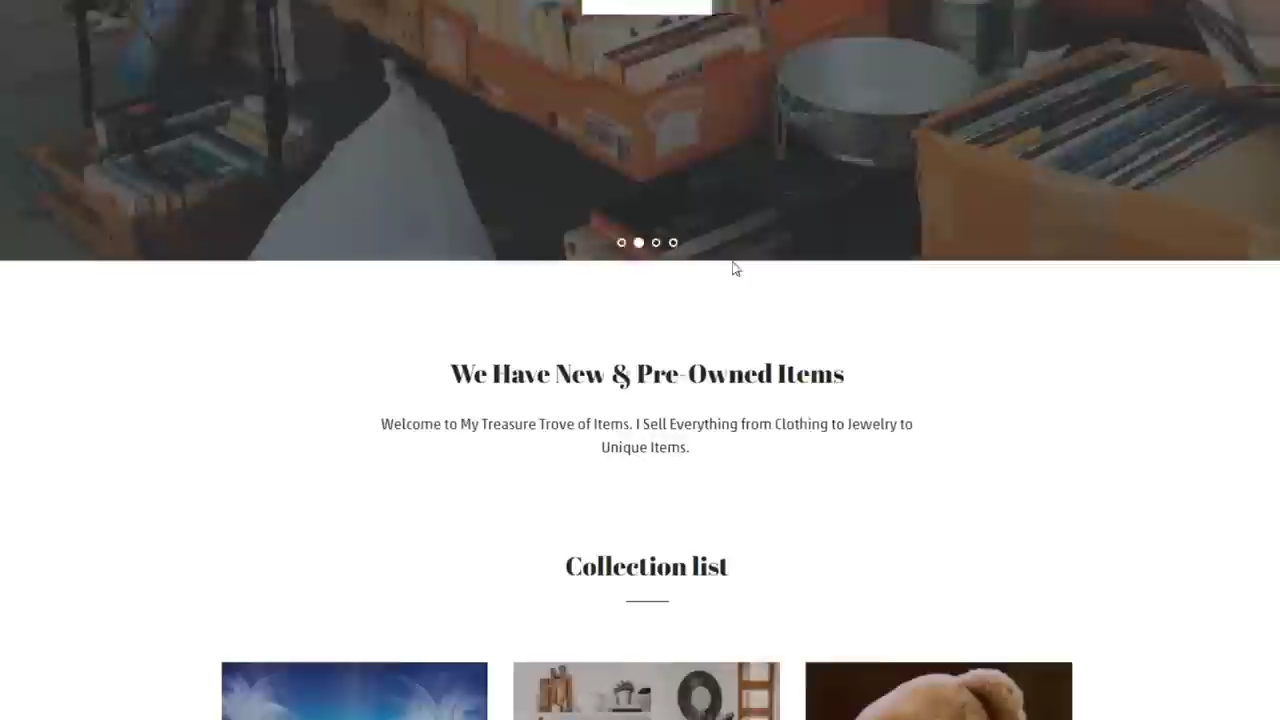 We Have New & Pre-Owned Items
Welcome to My Treasure Trove of Items. I Sell Everything from Clothing to Jewelry to
Unique Items.
Collection list